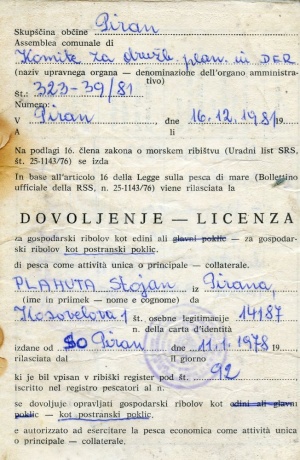 Skupščina občine Piran
Assemblea comunale di
Komite za družb. plan. in DER
(naziv upravnega organa — denominazione dell'organo amministra-
tivo)
Št.: 323-39/81
Numero:
V Piran dne 16.12.1981 19
A li
Na podlagi 16. člena zakona o morskem ribištvu (Uradni list SRS,
št. 25-1143/76) se izda
In base all'articolo 16 della Legge sulla pesca di mare (Bollettino
ufficiale della RSS, n. 25-1143/76) viene rilasciata la
DOVOLJENJE — LICENZA
za gospodarski ribolov kot edini ali glavni poklic — za gospodar-
ski ribolov kot postranski poklic.
di pesca come attività unica o principale — collaterale.
PLAHUTA Stojan iz Pirana,
(ime in priimek — nome e cognome) da
Kosovelova 1 št. osebne legitimacije 14187
n. della carta d'identità
izdane od SO Piran dne 11.1.1978 19
rilasciata dal il giorno
ki je bil vpisan v ribiški register pod št. 92
iscritto nel registro pescatori al n.
se dovoljuje opravljati gospodarski ribolov kot edini ali glavni
poklic — kot postranski poklic.
e autorizzato ad esercitare la pesca economica come attività unica
o principale — collaterale.